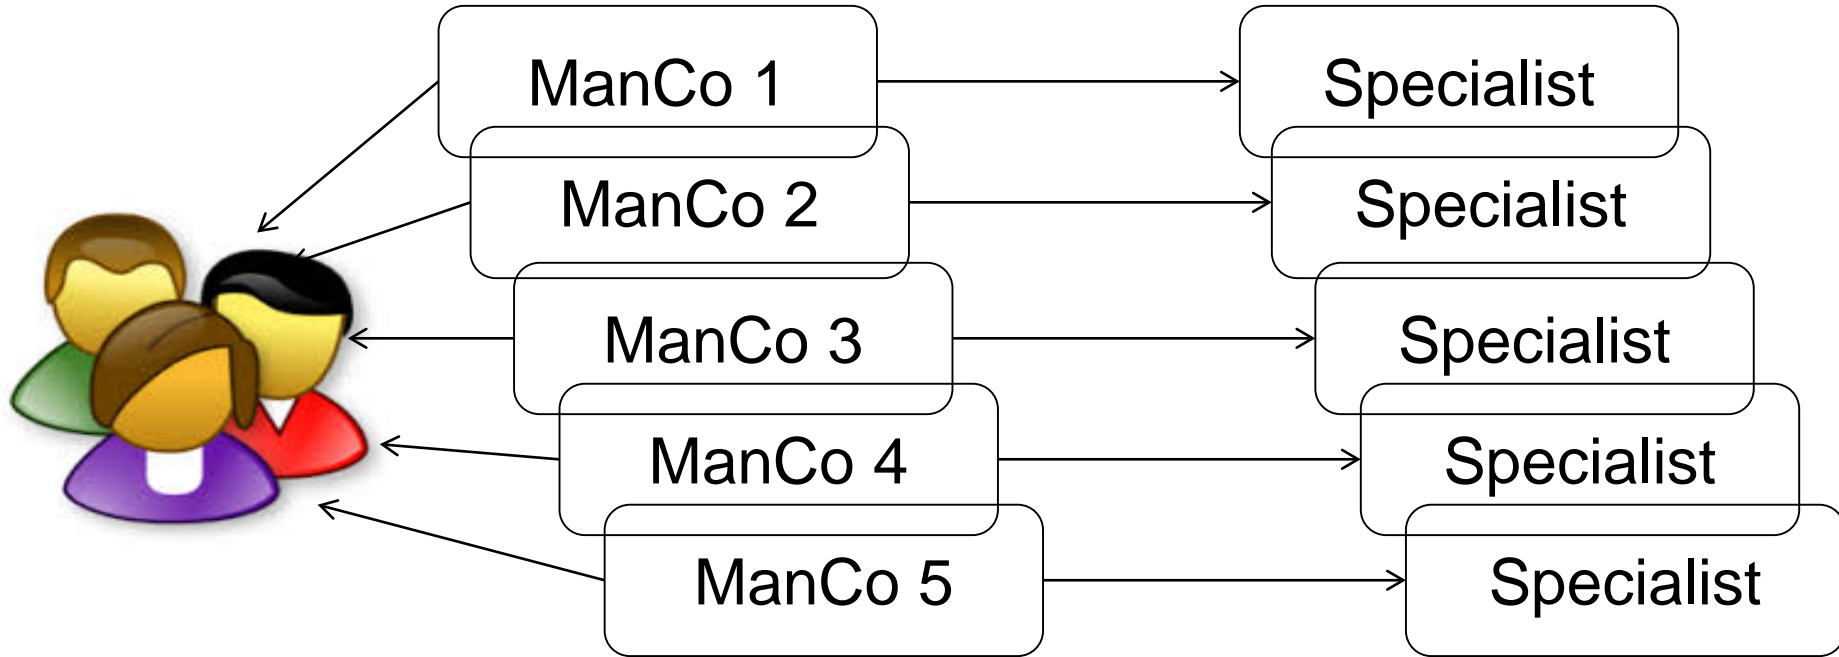 ManCo 1
Specialist
ManCo 2
Specialist
ManCo 3
Specialist
ManCo 4
Specialist
ManCo 5
Specialist